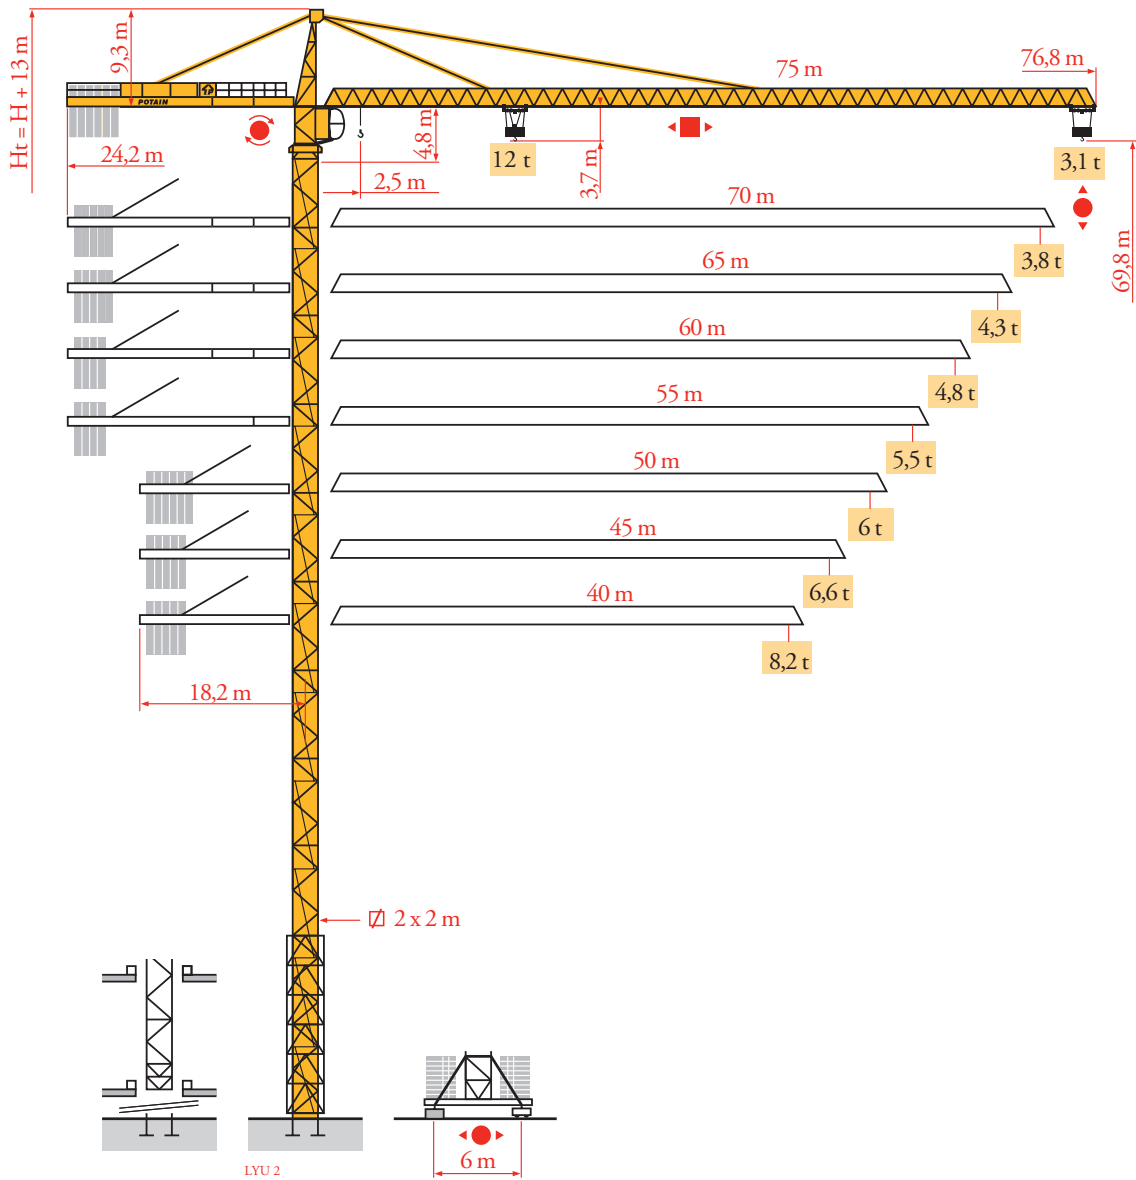 Ht = H + 13 m
9,3 m
75 m
76,8 m
POTAIN
4,8 m
24,2 m
2,5 m
12 t
3,7 m
3,1 t
70 m
3,8 t
69,8 m
65 m
4,3 t
60 m
4,8 t
55 m
5,5 t
50 m
6 t
45 m
6,6 t
40 m
8,2 t
18,2 m
2 x 2 m
6 m
LYU 2